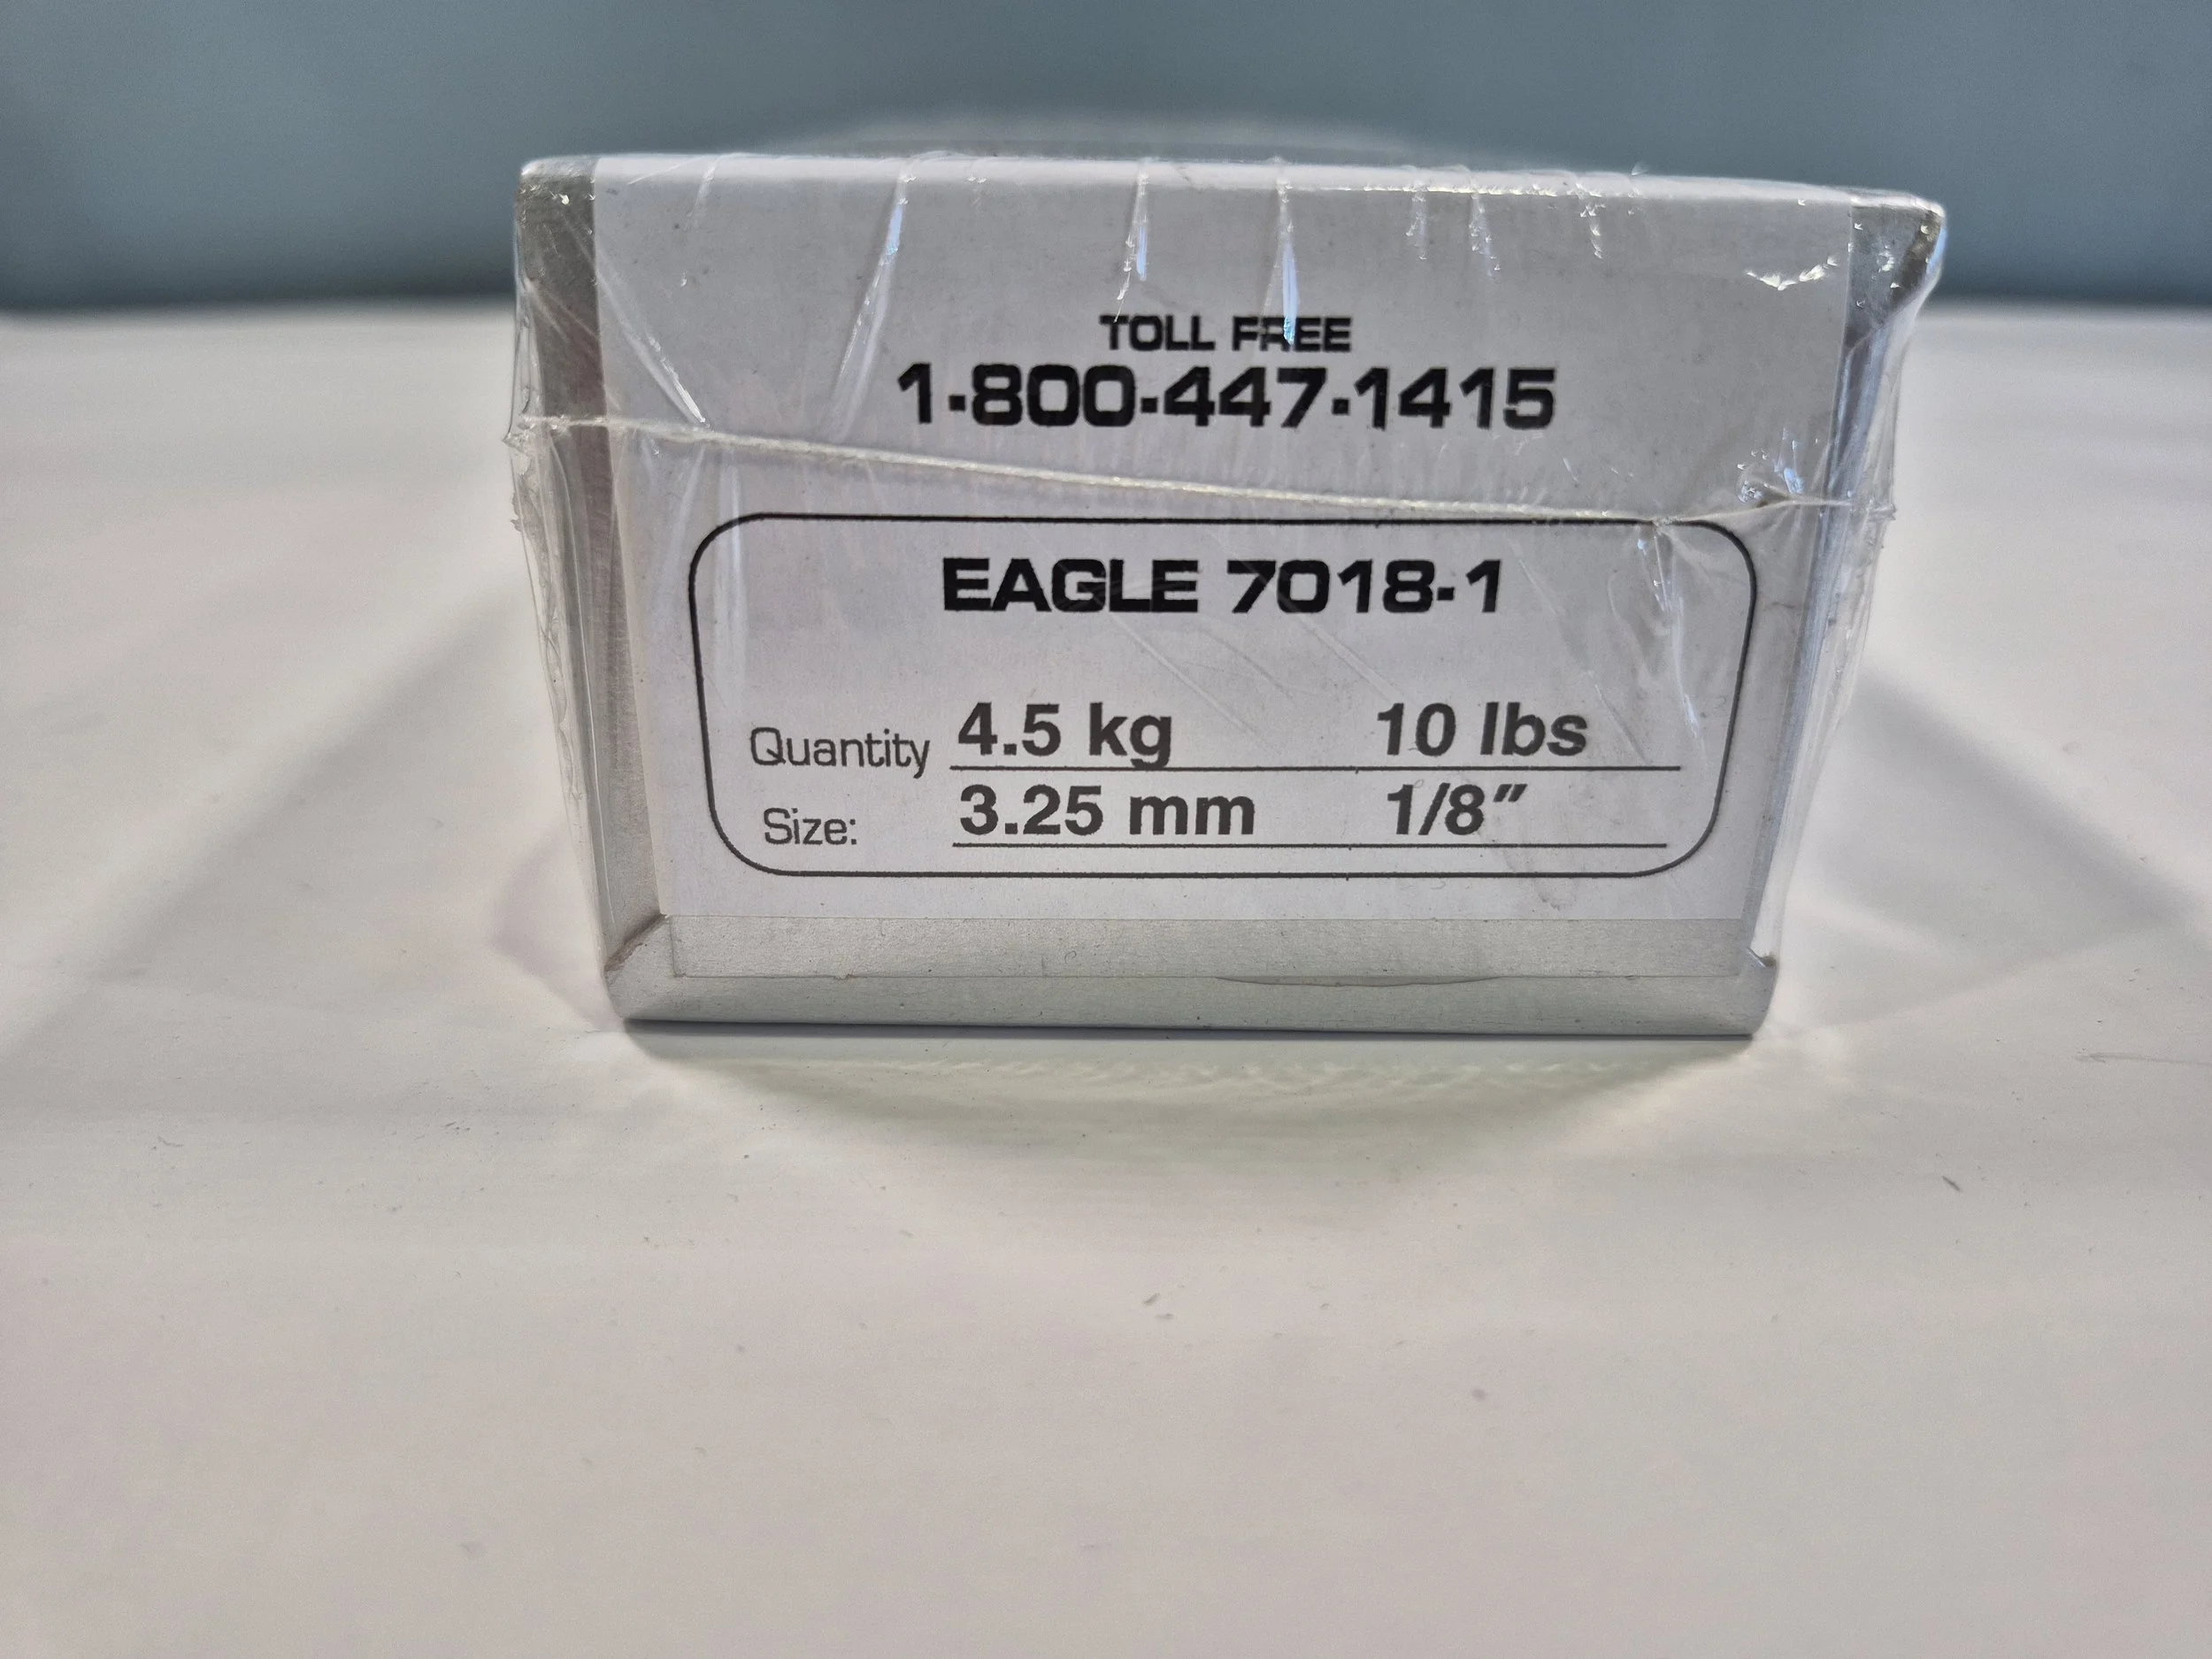 TOLL FREE
1-800-447-1415
EAGLE 7018-1
Quantity 4.5 kg 10 lbs
Size: 3.25 mm 1/8"